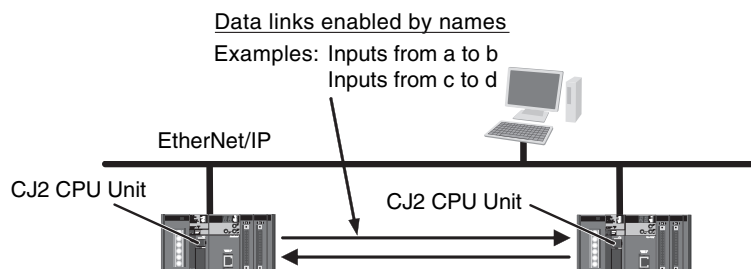 Data links enabled by names
Examples: Inputs from a to b
Inputs from c to d
EtherNet/IP
CJ2 CPU Unit
CJ2 CPU Unit